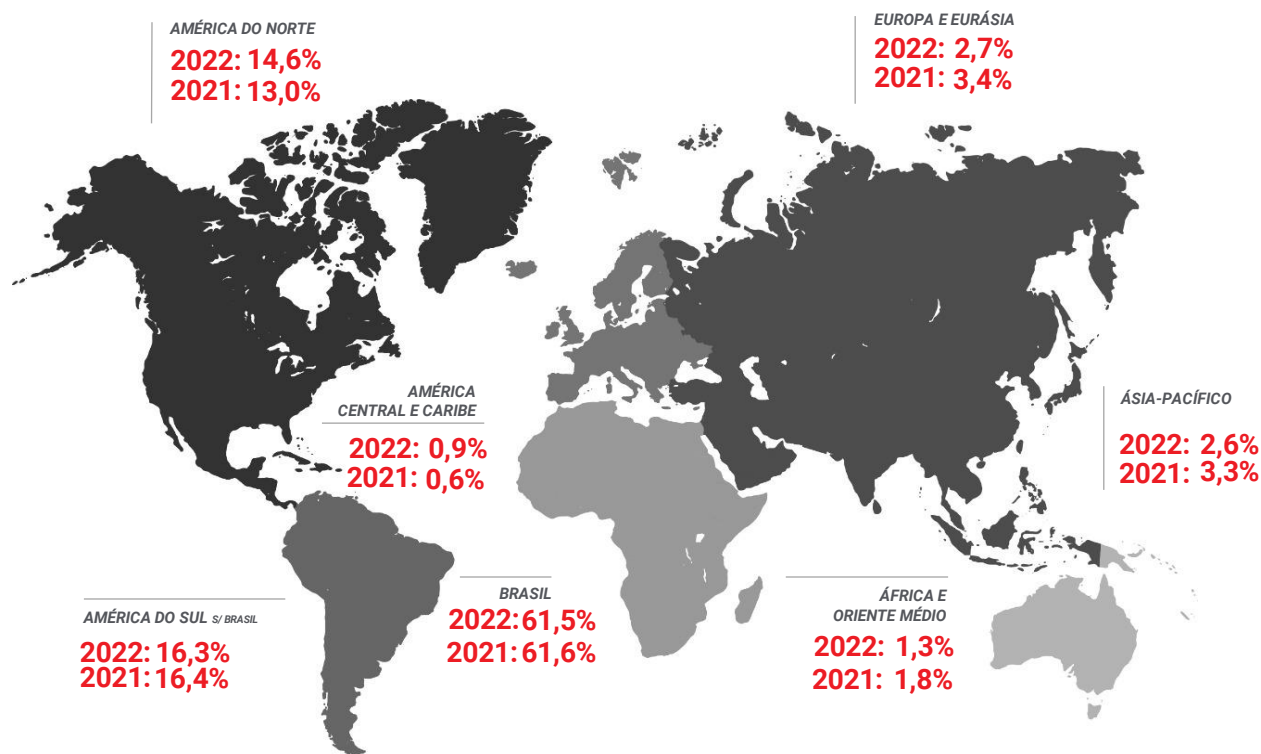 AMÉRICA DO NORTE
2022: 14,6%
2021: 13,0%
EUROPA E EURÁSIA
2022: 2,7%
2021: 3,4%
AMÉRICA
CENTRAL E CARIBE
2022: 0,9%
2021: 0,6%
ÁSIA-PACÍFICO
2022: 2,6%
2021: 3,3%
AMÉRICA DO SUL S/ BRASIL
2022: 16,3%
2021: 16,4%
BRASIL
2022: 61,5%
2021: 61,6%
ÁFRICA E
ORIENTE MÉDIO
2022: 1,3%
2021: 1,8%